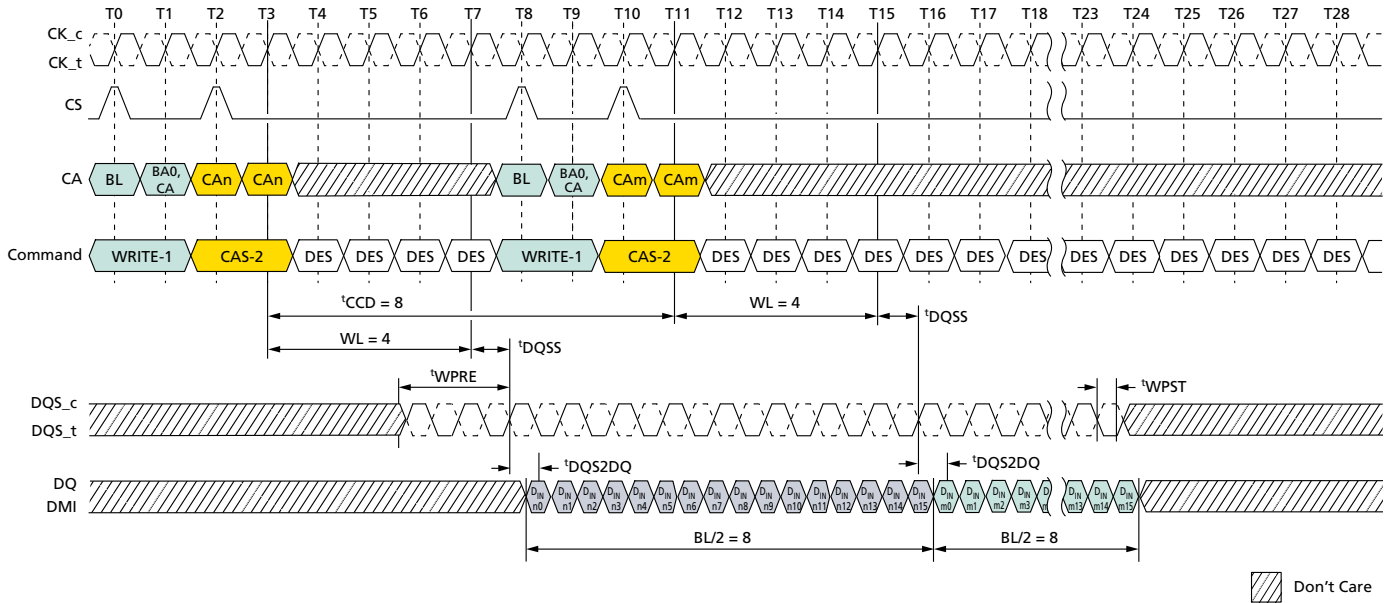 T0 T1 T2 T3 T4 T5 T6 T7 T8 T9 T10 T11 T12 T13 T14 T15 T16 T17 T18 T23 T24 T25 T26 T27 T28
CK_c
CK_t
CS
CA BL BA0, CA CAn CAn BL BA0, CA CAm CAm
Command WRITE-1 CAS-2 DES DES DES DES WRITE-1 CAS-2 DES DES DES DES DES DES DES DES DES DES DES DES DES
tCCD = 8 WL = 4 tDQSS
WL = 4 tDQSS
tWPRE tWPST
DQS_c
DQS_t
tDQS2DQ tDQS2DQ
DQ DIN DIN DIN DIN DIN DIN DIN DIN DIN DIN DIN DIN DIN DIN DIN DIN DIN DIN DIN DIN D DIN DIN DIN
DMI n0 n1 n2 n3 n4 n5 n6 n7 n8 n9 n10 n11 n12 n13 n14 n15 m0 m1 m2 m3 m m13 m14 m15
BL/2 = 8 BL/2 = 8
Don't Care